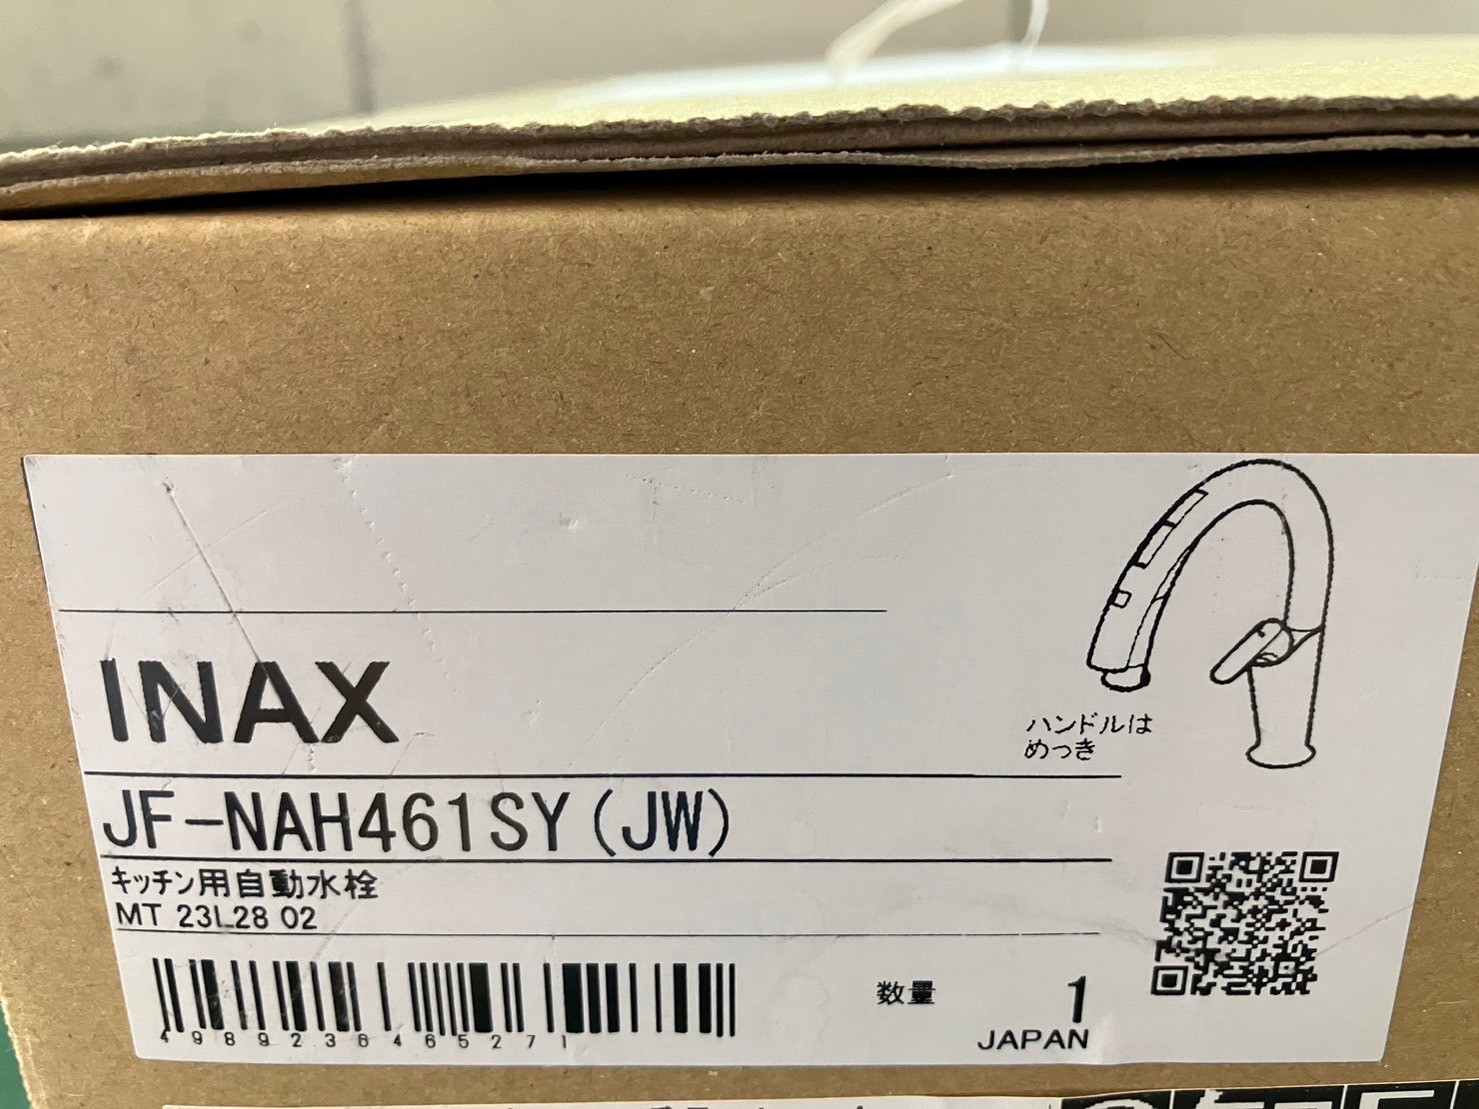 INAX
ハンドルは
めっき
JF-NAH461SY(JW)
キッチン用自動水栓
MT 23L28 02
4989236465271
数量 1
JAPAN